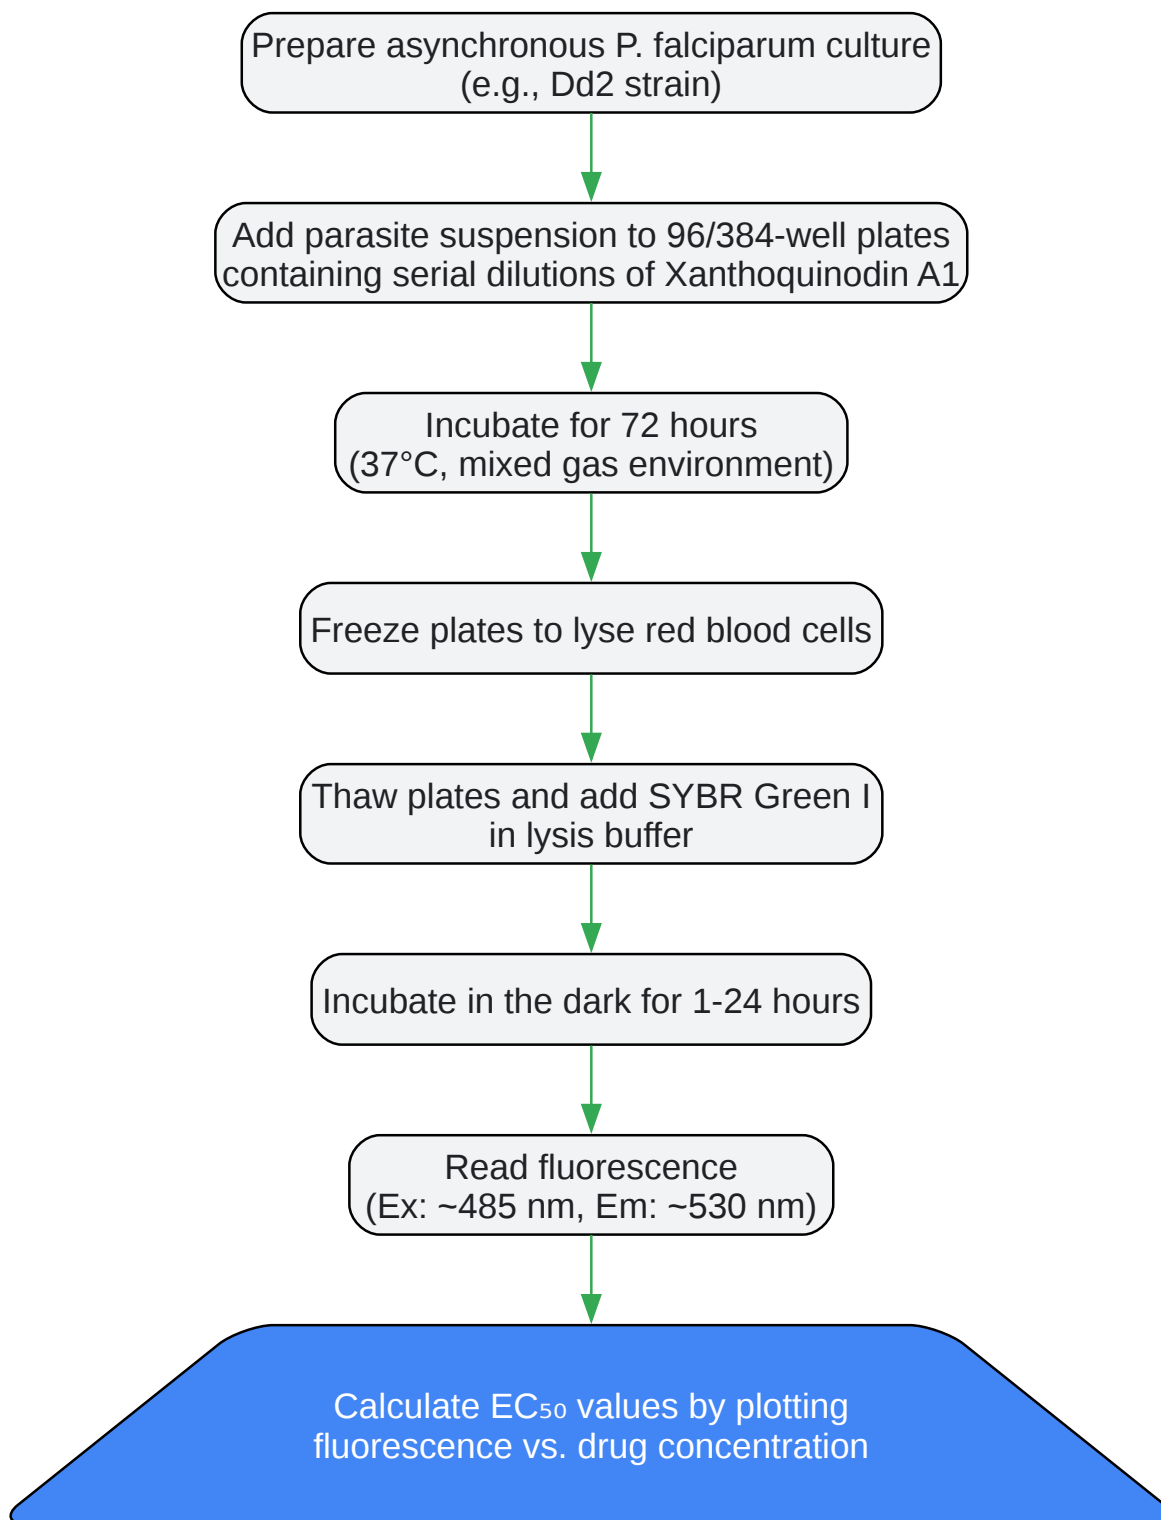 Prepare asynchronous P. falciparum culture
(e.g., Dd2 strain)
Add parasite suspension to 96/384-well plates
containing serial dilutions of Xanthoquinodin A1
Incubate for 72 hours
(37°C, mixed gas environment)
Freeze plates to lyse red blood cells
Thaw plates and add SYBR Green I
in lysis buffer
Incubate in the dark for 1-24 hours
Read fluorescence
(Ex: ~485 nm, Em: ~530 nm)
Calculate EC₅₀ values by plotting
fluorescence vs. drug concentration